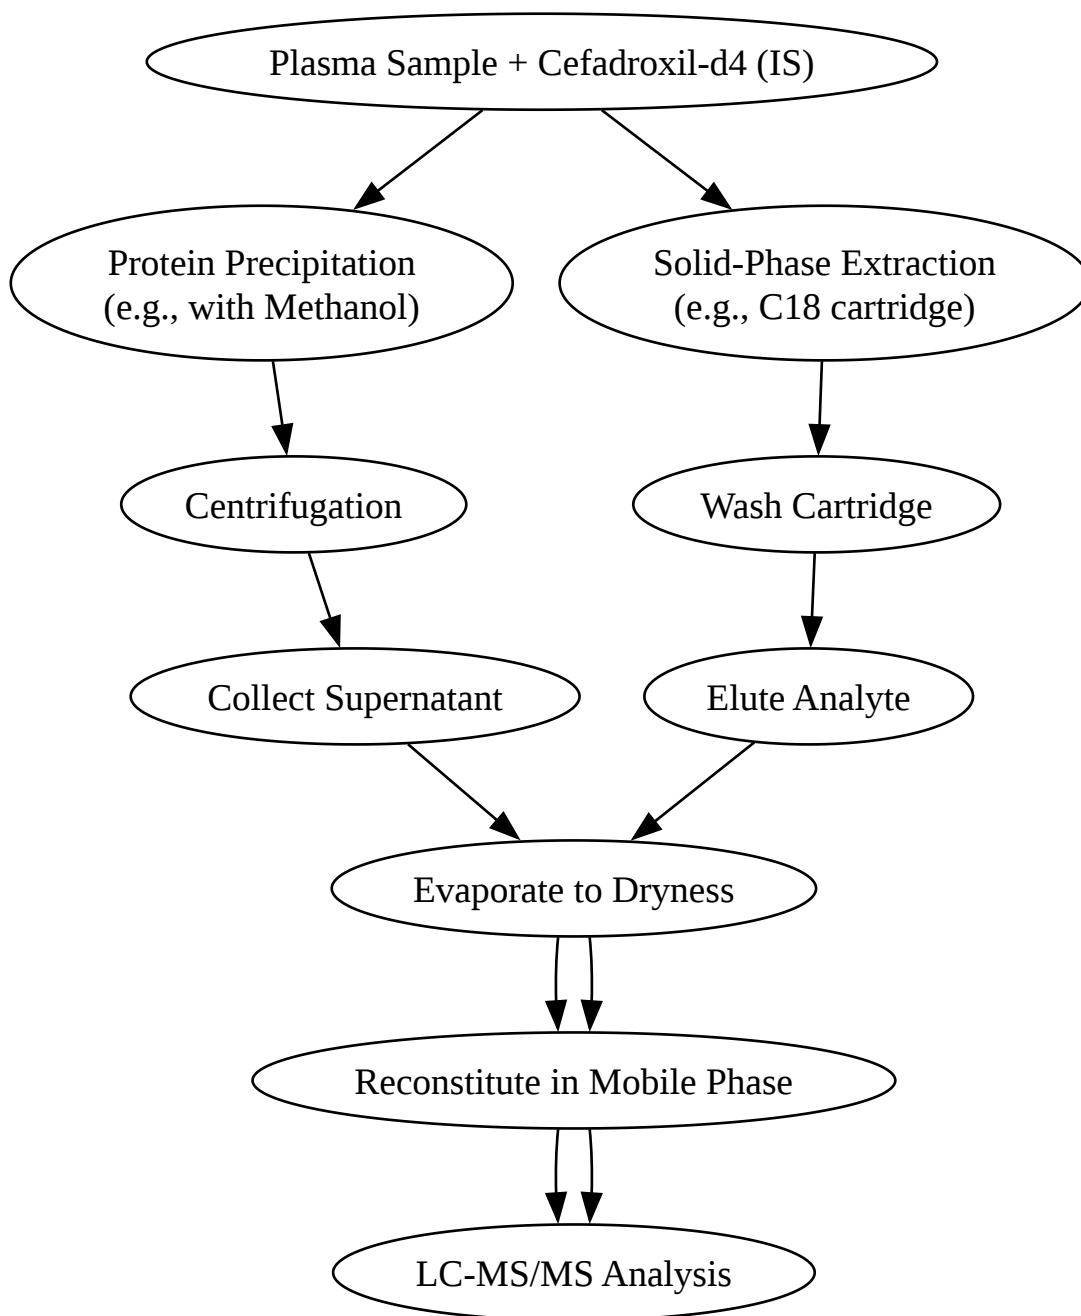 Plasma Sample + Cefadroxil-d4 (IS)
Protein Precipitation
(e.g., with Methanol)
Solid-Phase Extraction
(e.g., C18 cartridge)
Centrifugation
Wash Cartridge
Collect Supernatant
Elute Analyte
Evaporate to Dryness
Reconstitute in Mobile Phase
LC-MS/MS Analysis